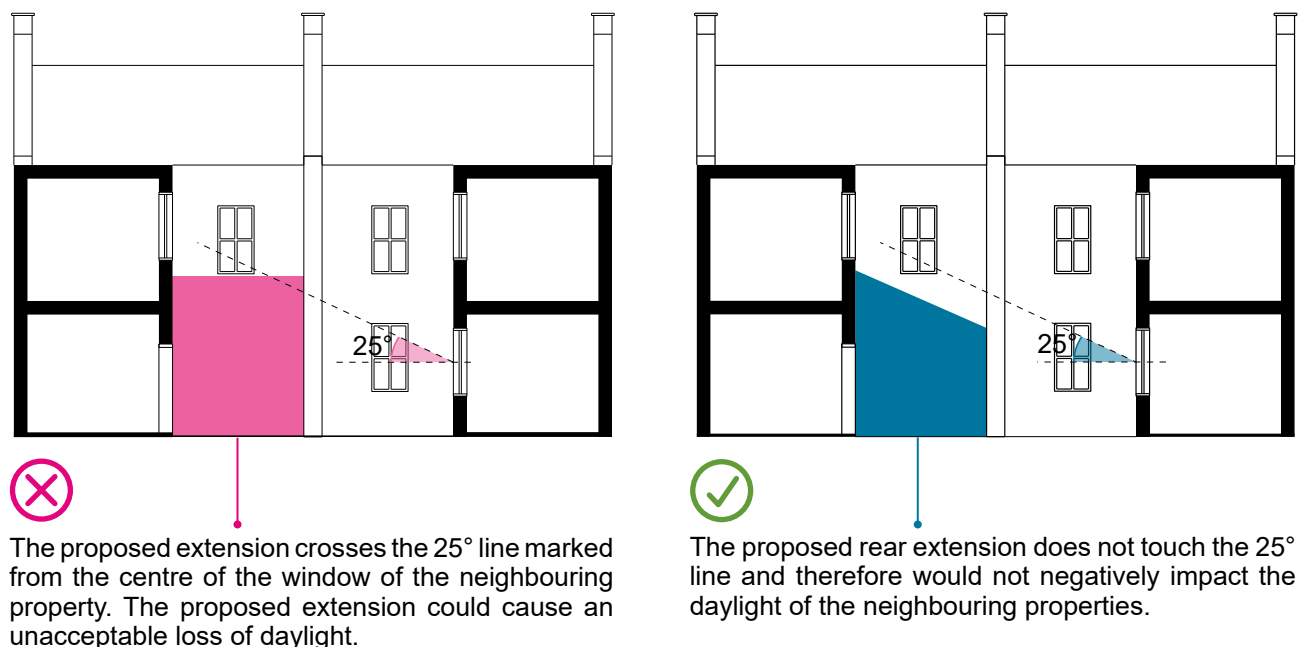 25°
The proposed extension crosses the 25° line marked
from the centre of the window of the neighbouring
property. The proposed extension could cause an
unacceptable loss of daylight.
25°
The proposed rear extension does not touch the 25°
line and therefore would not negatively impact the
daylight of the neighbouring properties.